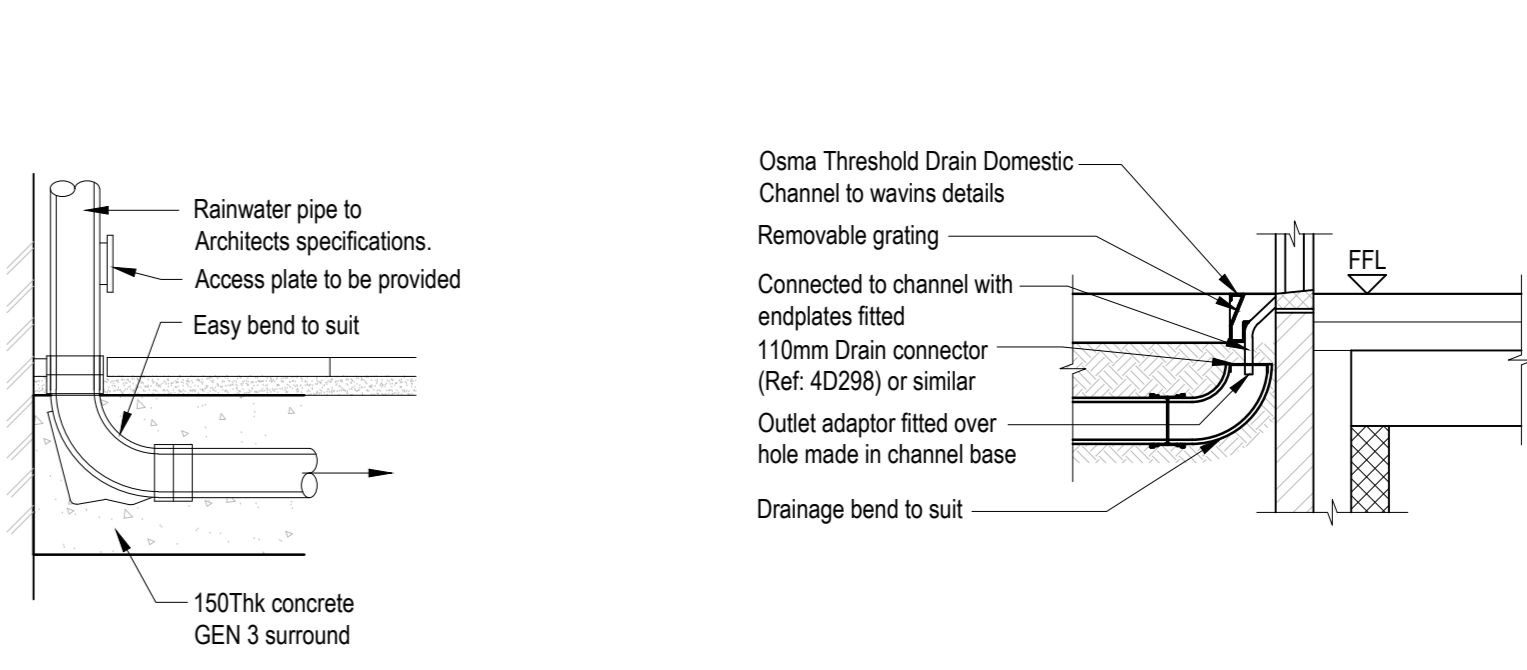 Rainwater pipe to
Architects specifications.
Access plate to be provided
Easy bend to suit
150Thk concrete
GEN 3 surround
Osma Threshold Drain Domestic
Channel to wavins details
Removable grating
Connected to channel with
endplates fitted
110mm Drain connector
(Ref: 4D298) or similar
Outlet adaptor fitted over
hole made in channel base
Drainage bend to suit
FFL